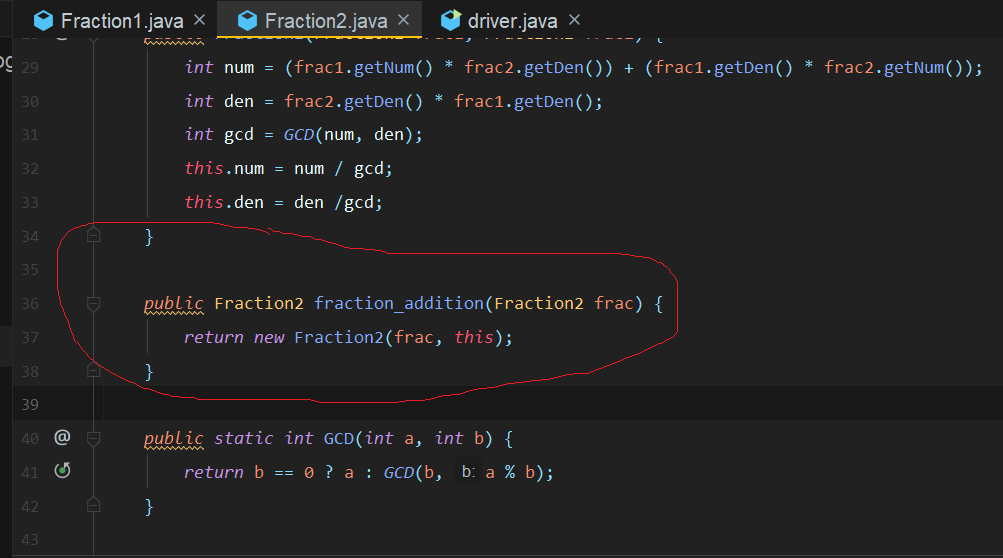 Fraction1.java × Fraction2.java × driver.java ×
29 int num = (frac1.getNum() * frac2.getDen()) + (frac1.getDen() * frac2.getNum());
30 int den = frac2.getDen() * frac1.getDen();
31 int gcd = GCD(num, den);
32 this.num = num / gcd;
33 this.den = den /gcd;
34 }
35
36 public Fraction2 fraction_addition(Fraction2 frac) {
37 return new Fraction2(frac, this);
38 }
39
40 @ public static int GCD(int a, int b) {
41 return b == 0 ? a : GCD(b, b: a % b);
42 }
43